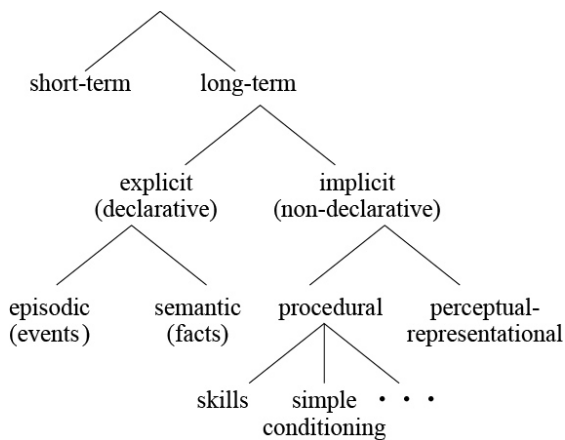 short-term long-term
explicit implicit
(declarative) (non-declarative)
episodic semantic procedural perceptual-
(events) (facts) representational
skills simple • • •
conditioning